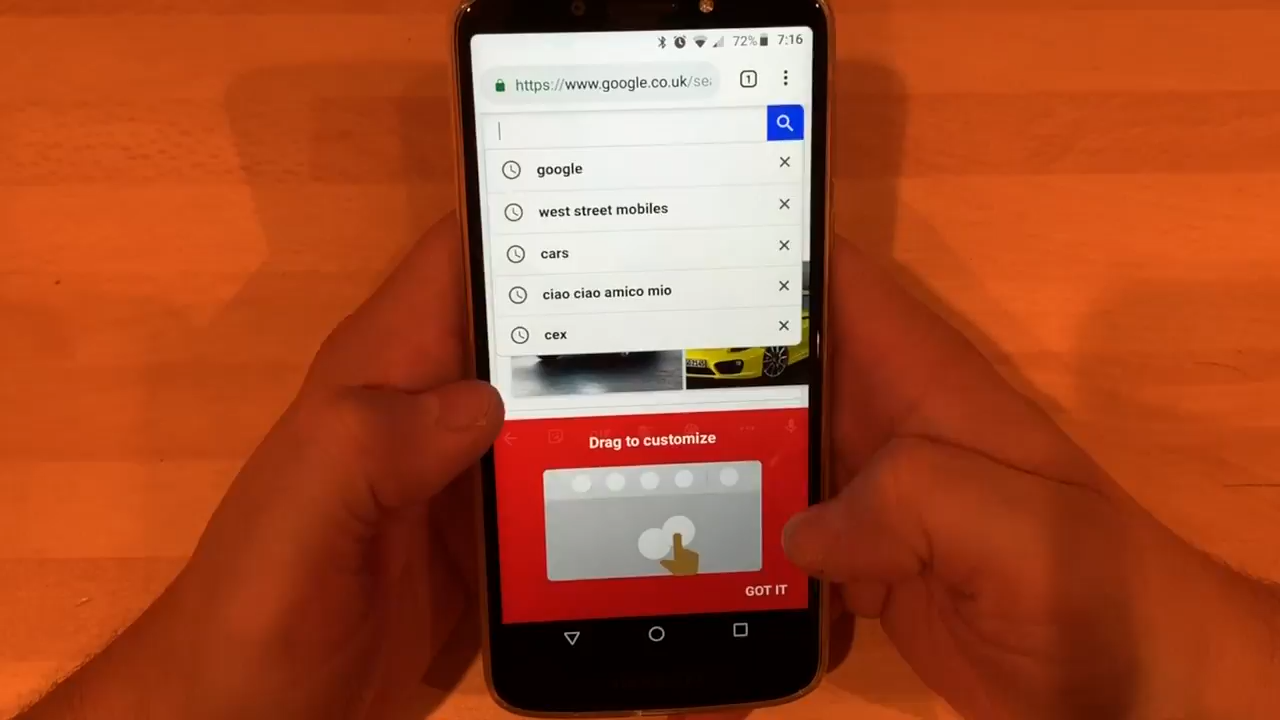 72% 7:16
https://www.google.co.uk/sea
1
google
west street mobiles
cars
ciao ciao amico mio
cex
Drag to customize
GOT IT